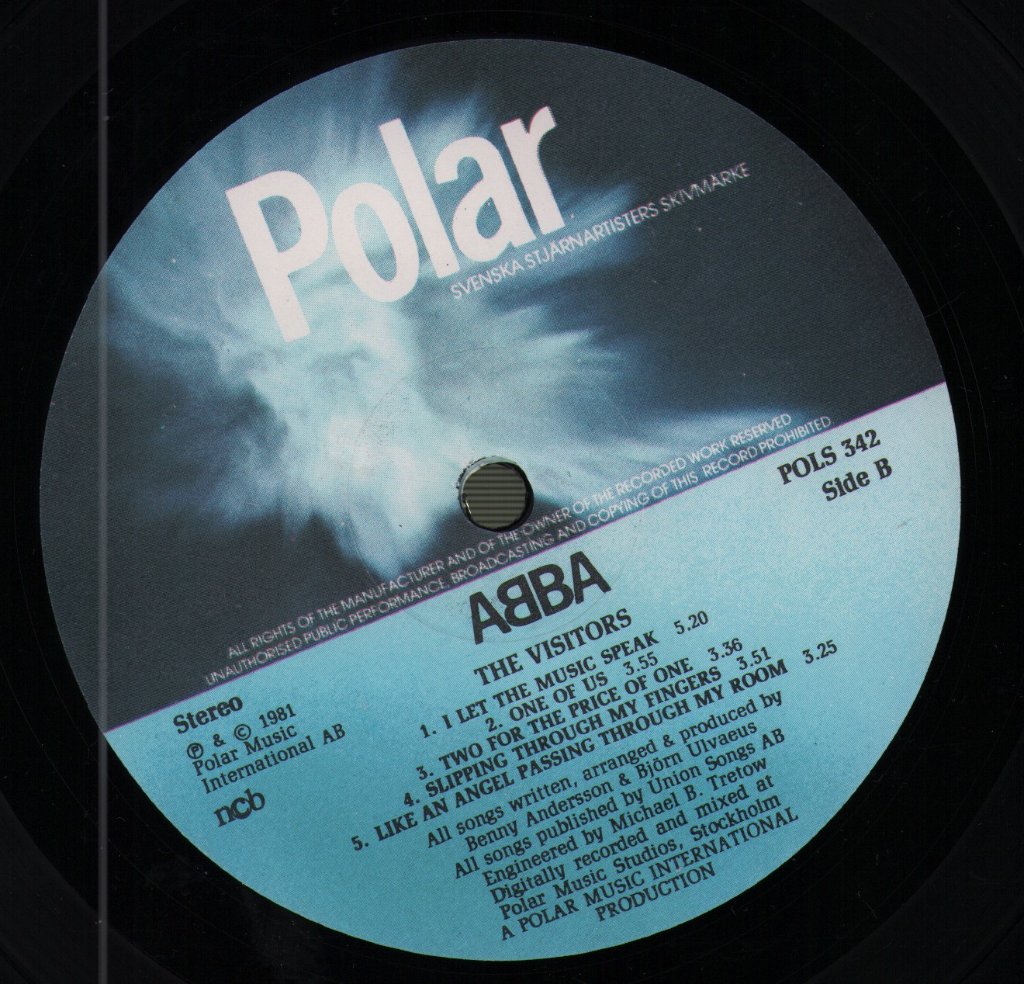 Polar
SVENSKA STJÄRNARTISTERS SKIVMÄRKE
ALL RIGHTS OF THE MANUFACTURER AND OF THE OWNER OF THE RECORDED WORK RESERVED
UNAUTHORISED PUBLIC PERFORMANCE, BROADCASTING AND COPYING OF THIS RECORD PROHIBITED
POLS 342
Side B
Stereo
℗ & © 1981
Polar Music
International AB
ncb
ABBA
THE VISITORS
1. I LET THE MUSIC SPEAK 5.20
2. ONE OF US 3.55
3. TWO FOR THE PRICE OF ONE 3.36
4. SLIPPING THROUGH MY FINGERS 3.51
5. LIKE AN ANGEL PASSING THROUGH MY ROOM 3.25
All songs written, arranged & produced by
Benny Andersson & Björn Ulvaeus
All songs published by Union Songs AB
Engineered by Michael B. Tretow
Digitally recorded and mixed at
Polar Music Studios, Stockholm
A POLAR MUSIC INTERNATIONAL
PRODUCTION